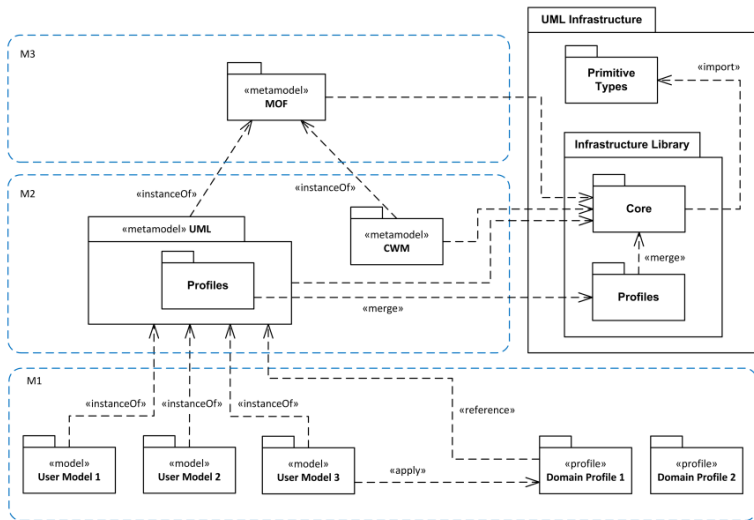 UML Infrastructure
M3
«metamodel»
MOF
Primitive
Types
«import»
Infrastructure Library
«instanceOf»
«instanceOf»
M2
Core
«metamodel» UML
«metamodel»
CWM
Profiles
«merge»
Profiles
«merge»
M1
«instanceOf»
«instanceOf»
«instanceOf»
«reference»
«model»
User Model 1
«model»
User Model 2
«model»
User Model 3
«apply»
«profile»
Domain Profile 1
«profile»
Domain Profile 2